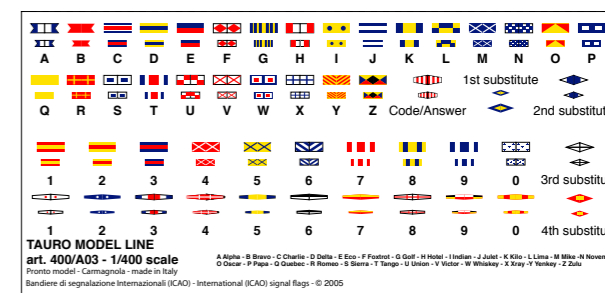 A B C D E F G H I J K L M N O P
1st substitute
Q R S T U V W X Y Z Code/Answer 2nd substitut
1 2 3 4 5 6 7 8 9 0 3rd substitu
1 2 3 4 5 6 7 8 9 0 4th substitu
TAURO MODEL LINE
art. 400/A03 - 1/400 scale
A Alpha - B Bravo - C Charlie - D Delta - E Eco - F Foxtrot - G Golf - H Hotel - I Indian - J Julet - K Kilo - L Lima - M Mike - N Novem
O Oscar - P Papa - Q Quebec - R Romeo - S Sierra - T Tango - U Union - V Victor - W Whiskey - X Xray -Y Yenkey - Z Zulu
Pronto model - Carmagnola - made in Italy
Bandiere di segnalazione Internazionali (ICAO) - International (ICAO) signal flags - © 2005